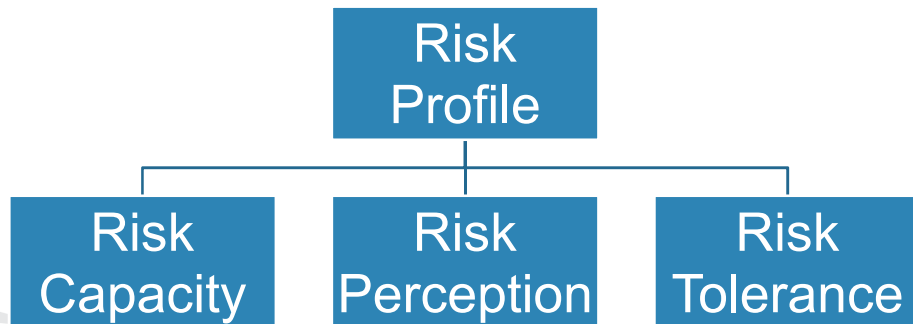 Risk
Profile
Risk
Capacity
Risk
Perception
Risk
Tolerance